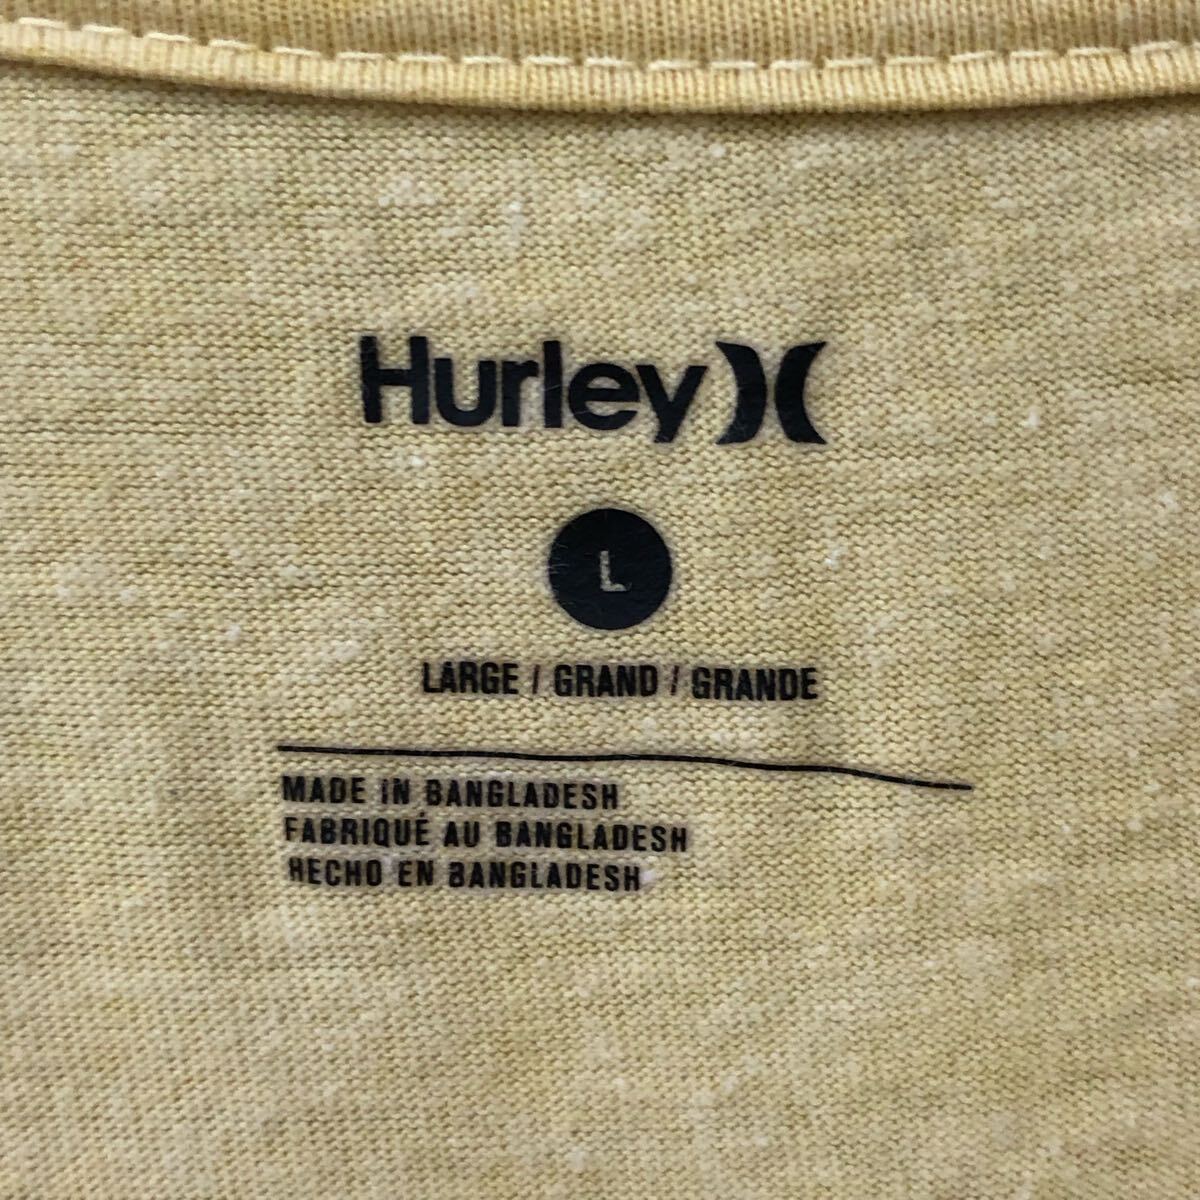 Hurley
L
LARGE / GRAND / GRANDE
MADE IN BANGLADESH
FABRIQUÉ AU BANGLADESH
HECHO EN BANGLADESH